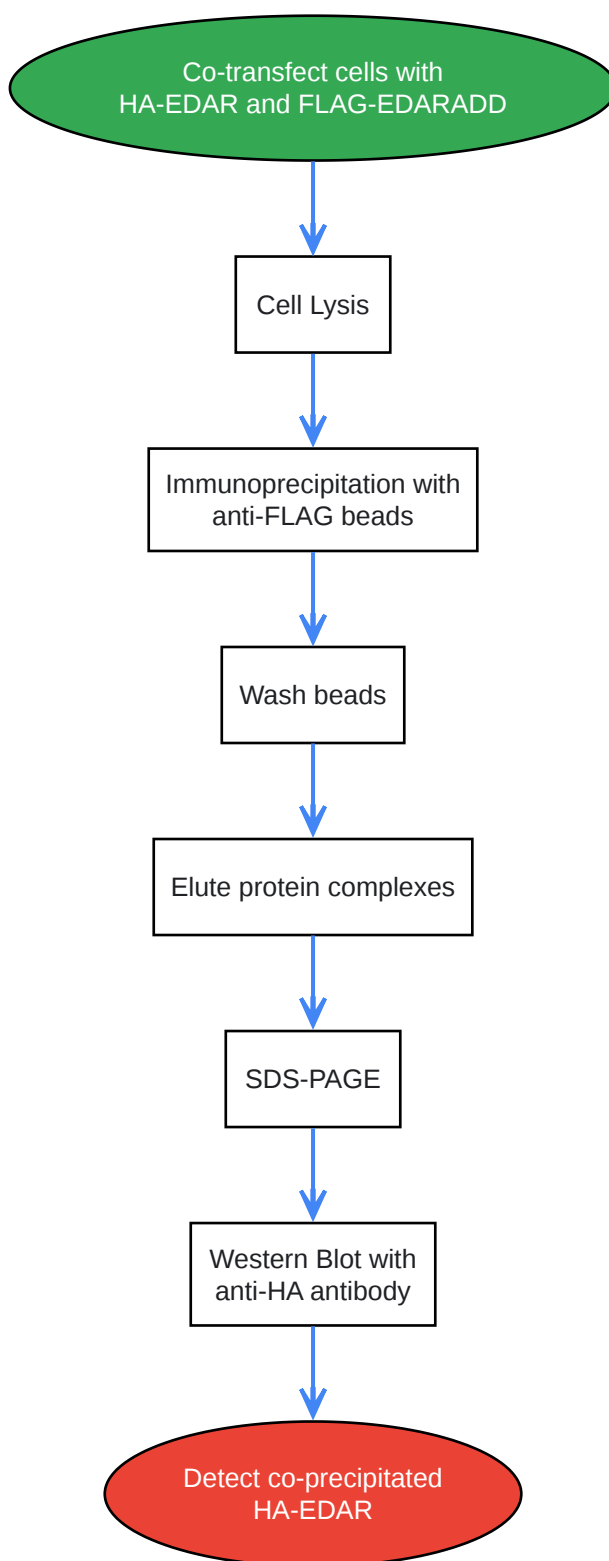 Co-transfect cells with
HA-EDAR and FLAG-EDARADD
Cell Lysis
Immunoprecipitation with
anti-FLAG beads
Wash beads
Elute protein complexes
SDS-PAGE
Western Blot with
anti-HA antibody
Detect co-precipitated
HA-EDAR